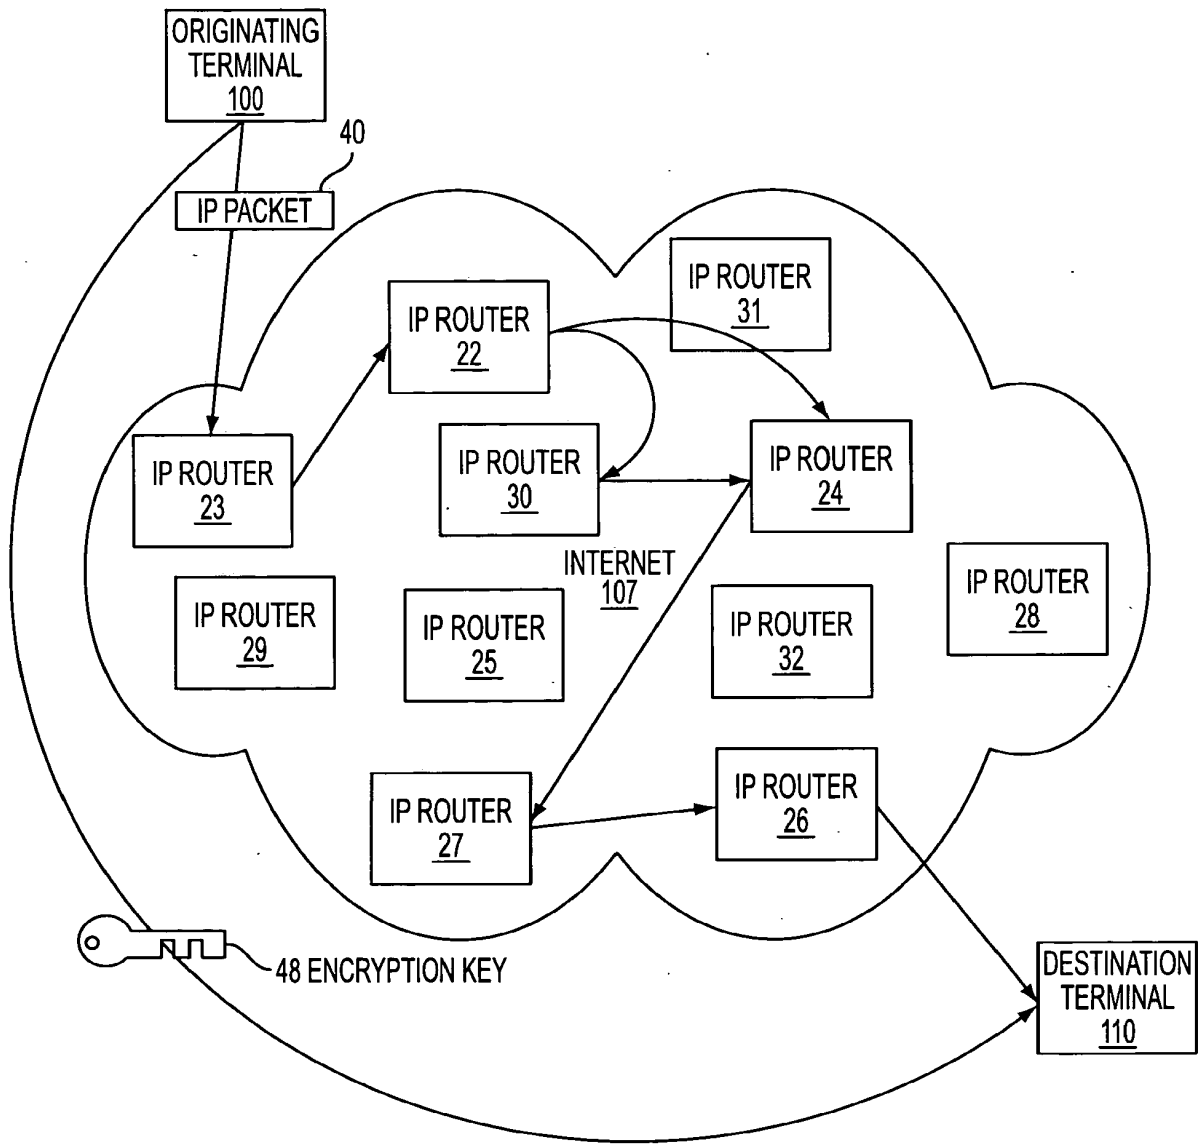 ORIGINATING
TERMINAL
100
40
IP PACKET
IP ROUTER
31
IP ROUTER
22
IP ROUTER
23
IP ROUTER
30
IP ROUTER
24
INTERNET
107
IP ROUTER
28
IP ROUTER
29
IP ROUTER
25
IP ROUTER
32
IP ROUTER
27
IP ROUTER
26
48 ENCRYPTION KEY
DESTINATION
TERMINAL
110